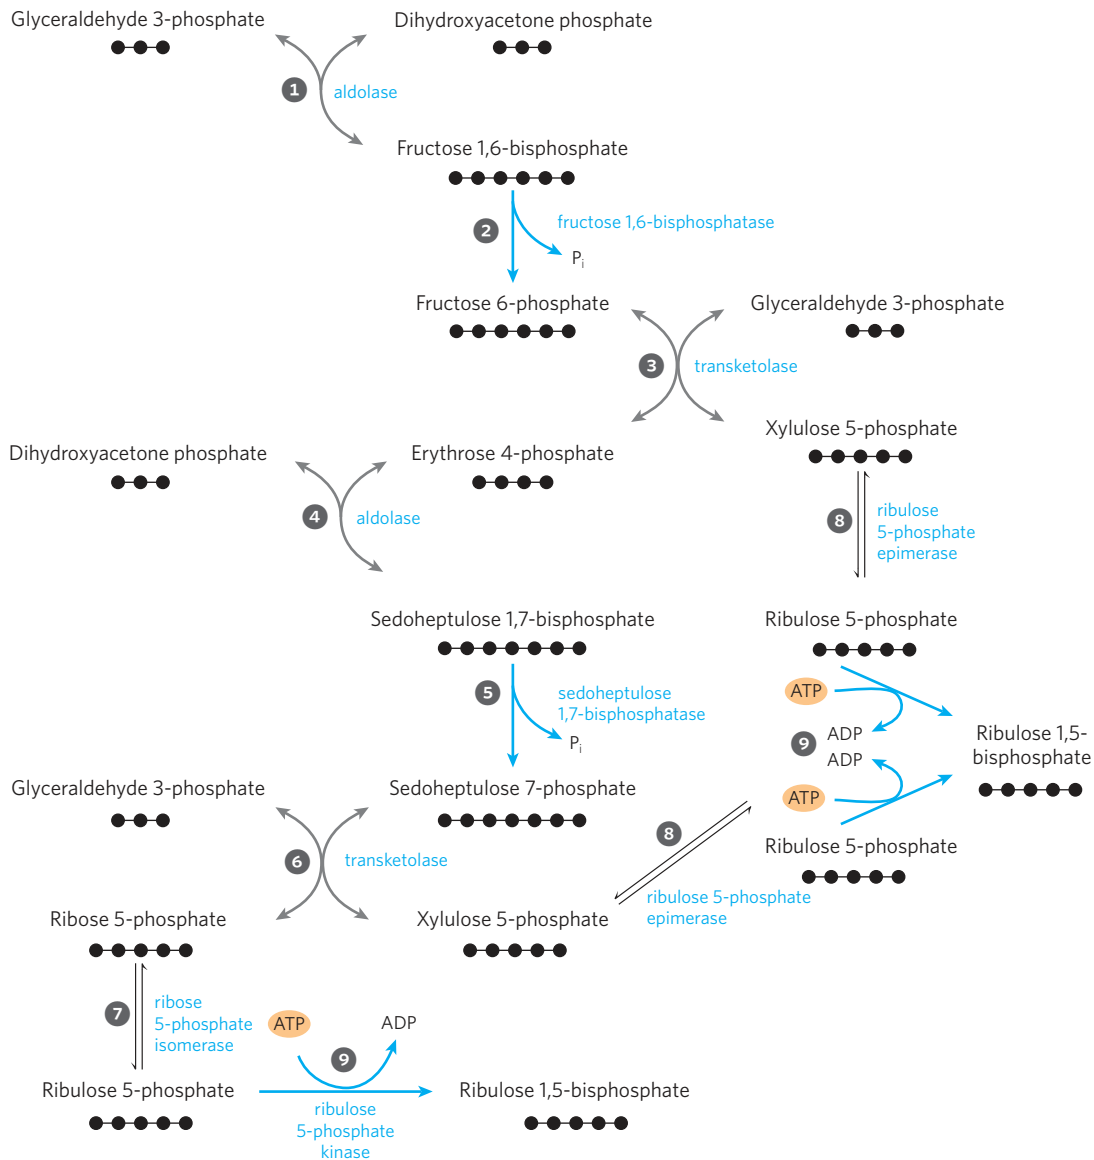 Glyceraldehyde 3-phosphate
Dihydroxyacetone phosphate
1
aldolase
Fructose 1,6-bisphosphate
2
fructose 1,6-bisphosphatase
Pi
Fructose 6-phosphate
Glyceraldehyde 3-phosphate
3
transketolase
Xylulose 5-phosphate
Dihydroxyacetone phosphate
Erythrose 4-phosphate
4
aldolase
8
ribulose
5-phosphate
epimerase
Sedoheptulose 1,7-bisphosphate
Ribulose 5-phosphate
5
sedoheptulose
1,7-bisphosphatase
Pi
ATP
ADP
9
ADP
ATP
Ribulose 1,5-
bisphosphate
Glyceraldehyde 3-phosphate
Sedoheptulose 7-phosphate
6
transketolase
8
Ribulose 5-phosphate
ribulose 5-phosphate
epimerase
Ribose 5-phosphate
Xylulose 5-phosphate
7
ribose
5-phosphate
isomerase
ATP
ADP
9
Ribulose 5-phosphate
Ribulose 1,5-bisphosphate
ribulose
5-phosphate
kinase